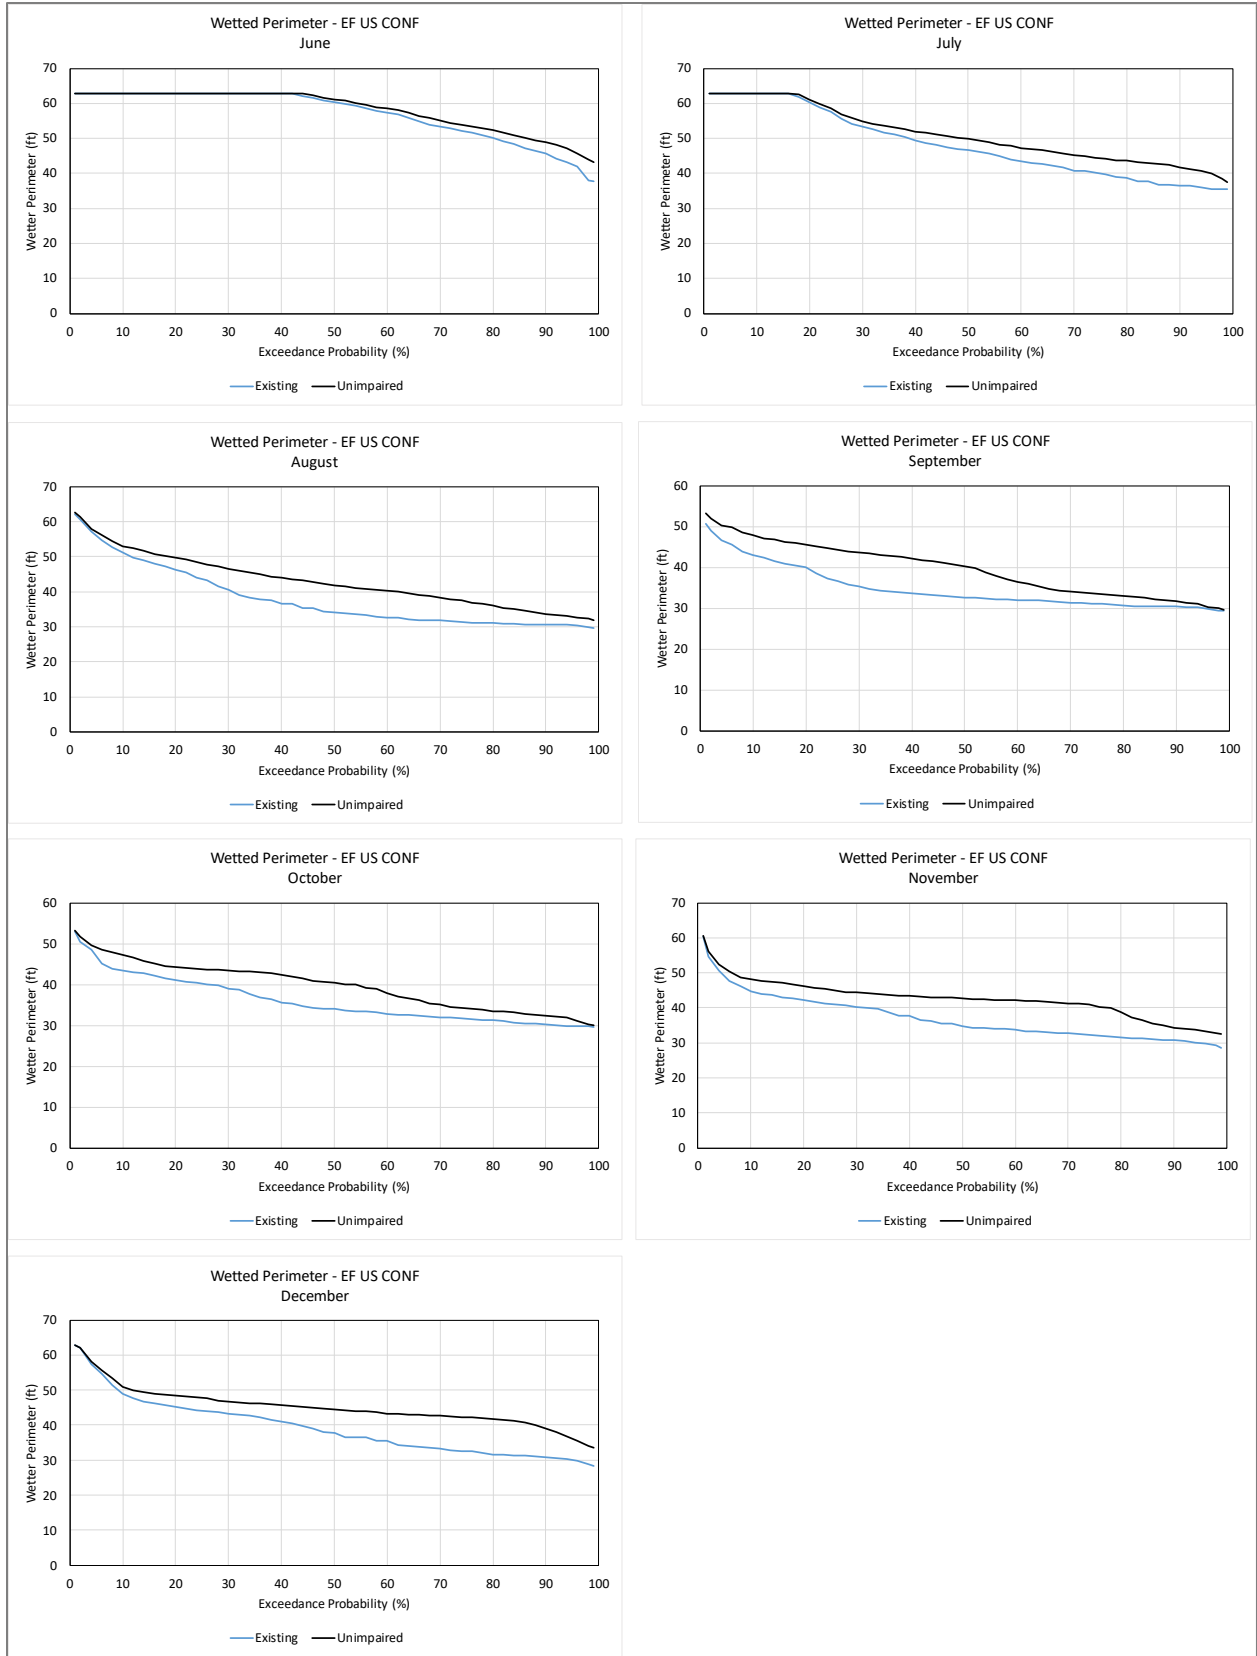 Wetted Perimeter - EF US CONF
June
70
60
50
40
30
20
10
0
Wetter Perimeter (ft)
0 10 20 30 40 50 60 70 80 90 100
Exceedance Probability (%)
Existing Unimpaired
Wetted Perimeter - EF US CONF
July
70
60
50
40
30
20
10
0
Wetter Perimeter (ft)
0 10 20 30 40 50 60 70 80 90 100
Exceedance Probability (%)
Existing Unimpaired
Wetted Perimeter - EF US CONF
August
70
60
50
40
30
20
10
0
Wetter Perimeter (ft)
0 10 20 30 40 50 60 70 80 90 100
Exceedance Probability (%)
Existing Unimpaired
Wetted Perimeter - EF US CONF
September
60
50
40
30
20
10
0
Wetter Perimeter (ft)
0 10 20 30 40 50 60 70 80 90 100
Exceedance Probability (%)
Existing Unimpaired
Wetted Perimeter - EF US CONF
October
60
50
40
30
20
10
0
Wetter Perimeter (ft)
0 10 20 30 40 50 60 70 80 90 100
Exceedance Probability (%)
Existing Unimpaired
Wetted Perimeter - EF US CONF
November
70
60
50
40
30
20
10
0
Wetter Perimeter (ft)
0 10 20 30 40 50 60 70 80 90 100
Exceedance Probability (%)
Existing Unimpaired
Wetted Perimeter - EF US CONF
December
70
60
50
40
30
20
10
0
Wetter Perimeter (ft)
0 10 20 30 40 50 60 70 80 90 100
Exceedance Probability (%)
Existing Unimpaired